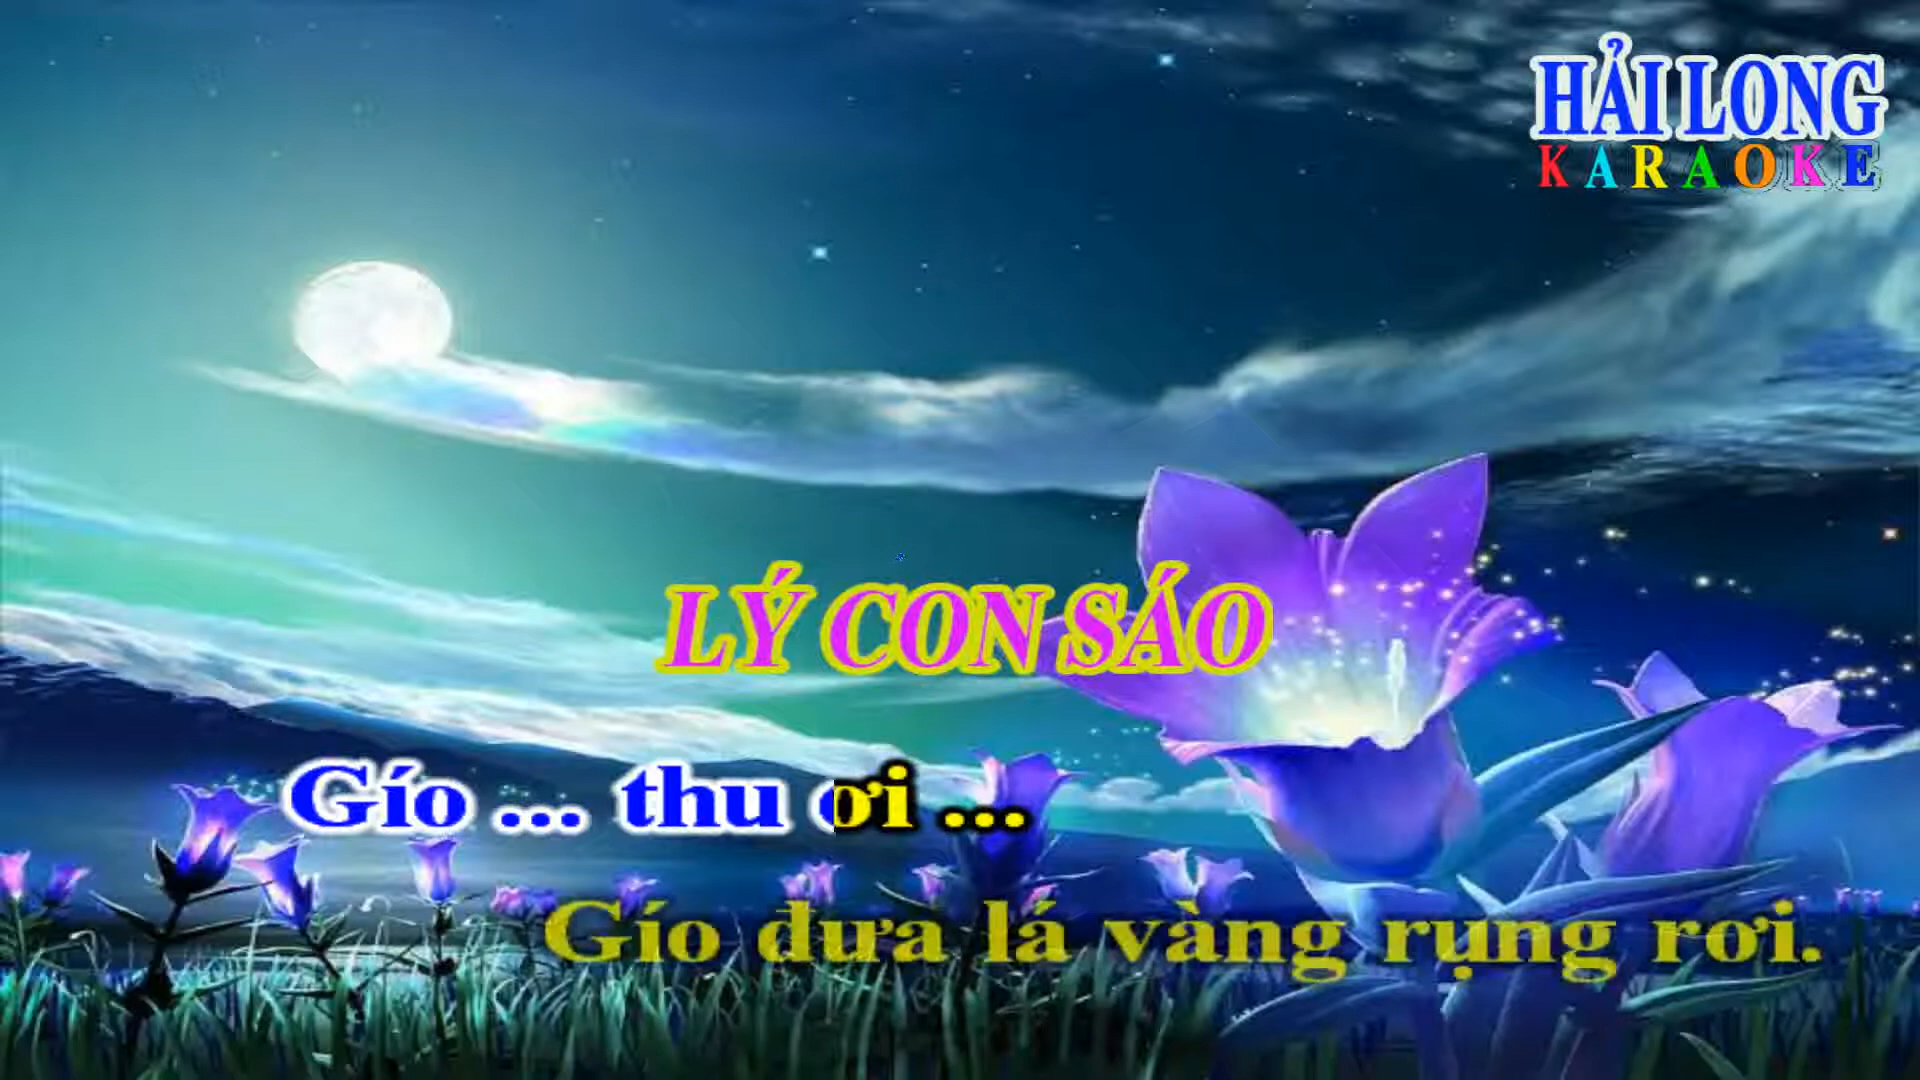 HẢI LONG
KARAOKE
LÝ CON SÁO
Gío ... thu ơi ...
Gío đưa lá vàng rụng rơi.